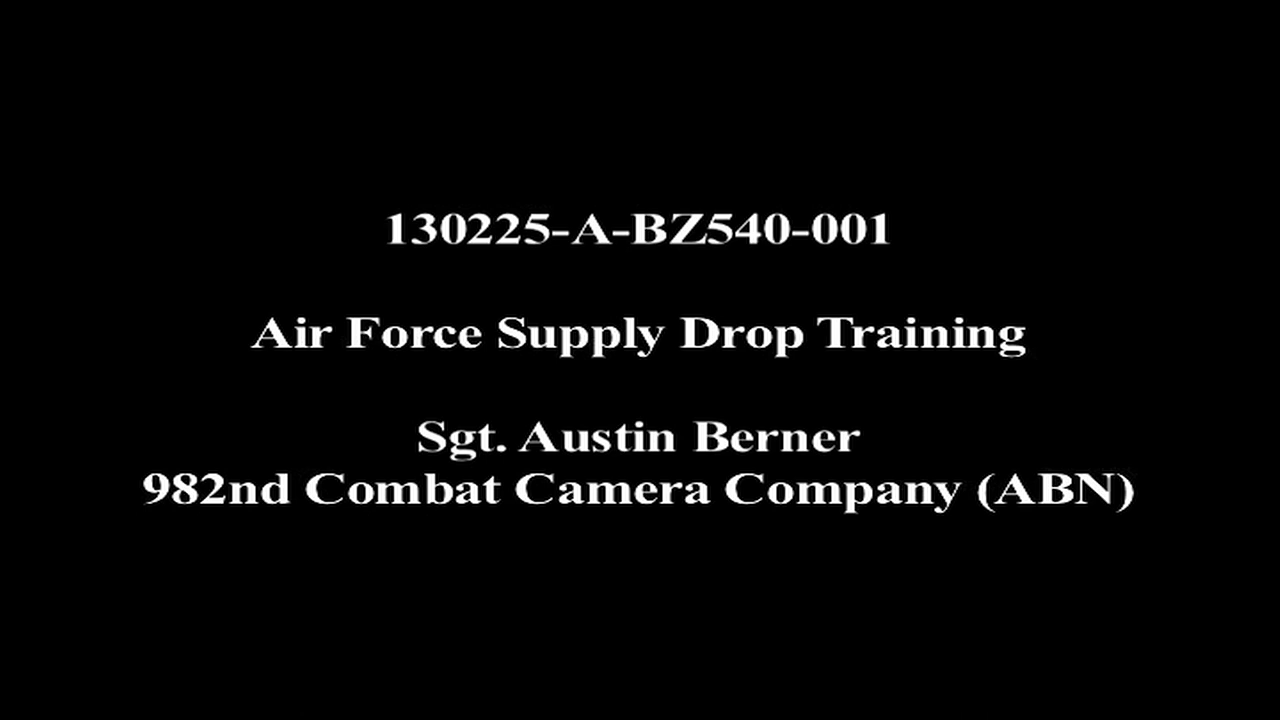 130225-A-BZ540-001
Air Force Supply Drop Training
Sgt. Austin Berner
982nd Combat Camera Company (ABN)